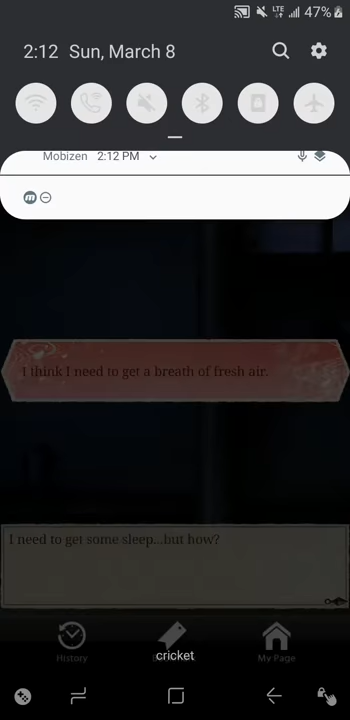 LTE 47%
2:12 Sun, March 8
Mobizen 2:12 PM
m
I think I need to get a breath of fresh air.
I need to get some sleep...but how?
History
My Page
cricket